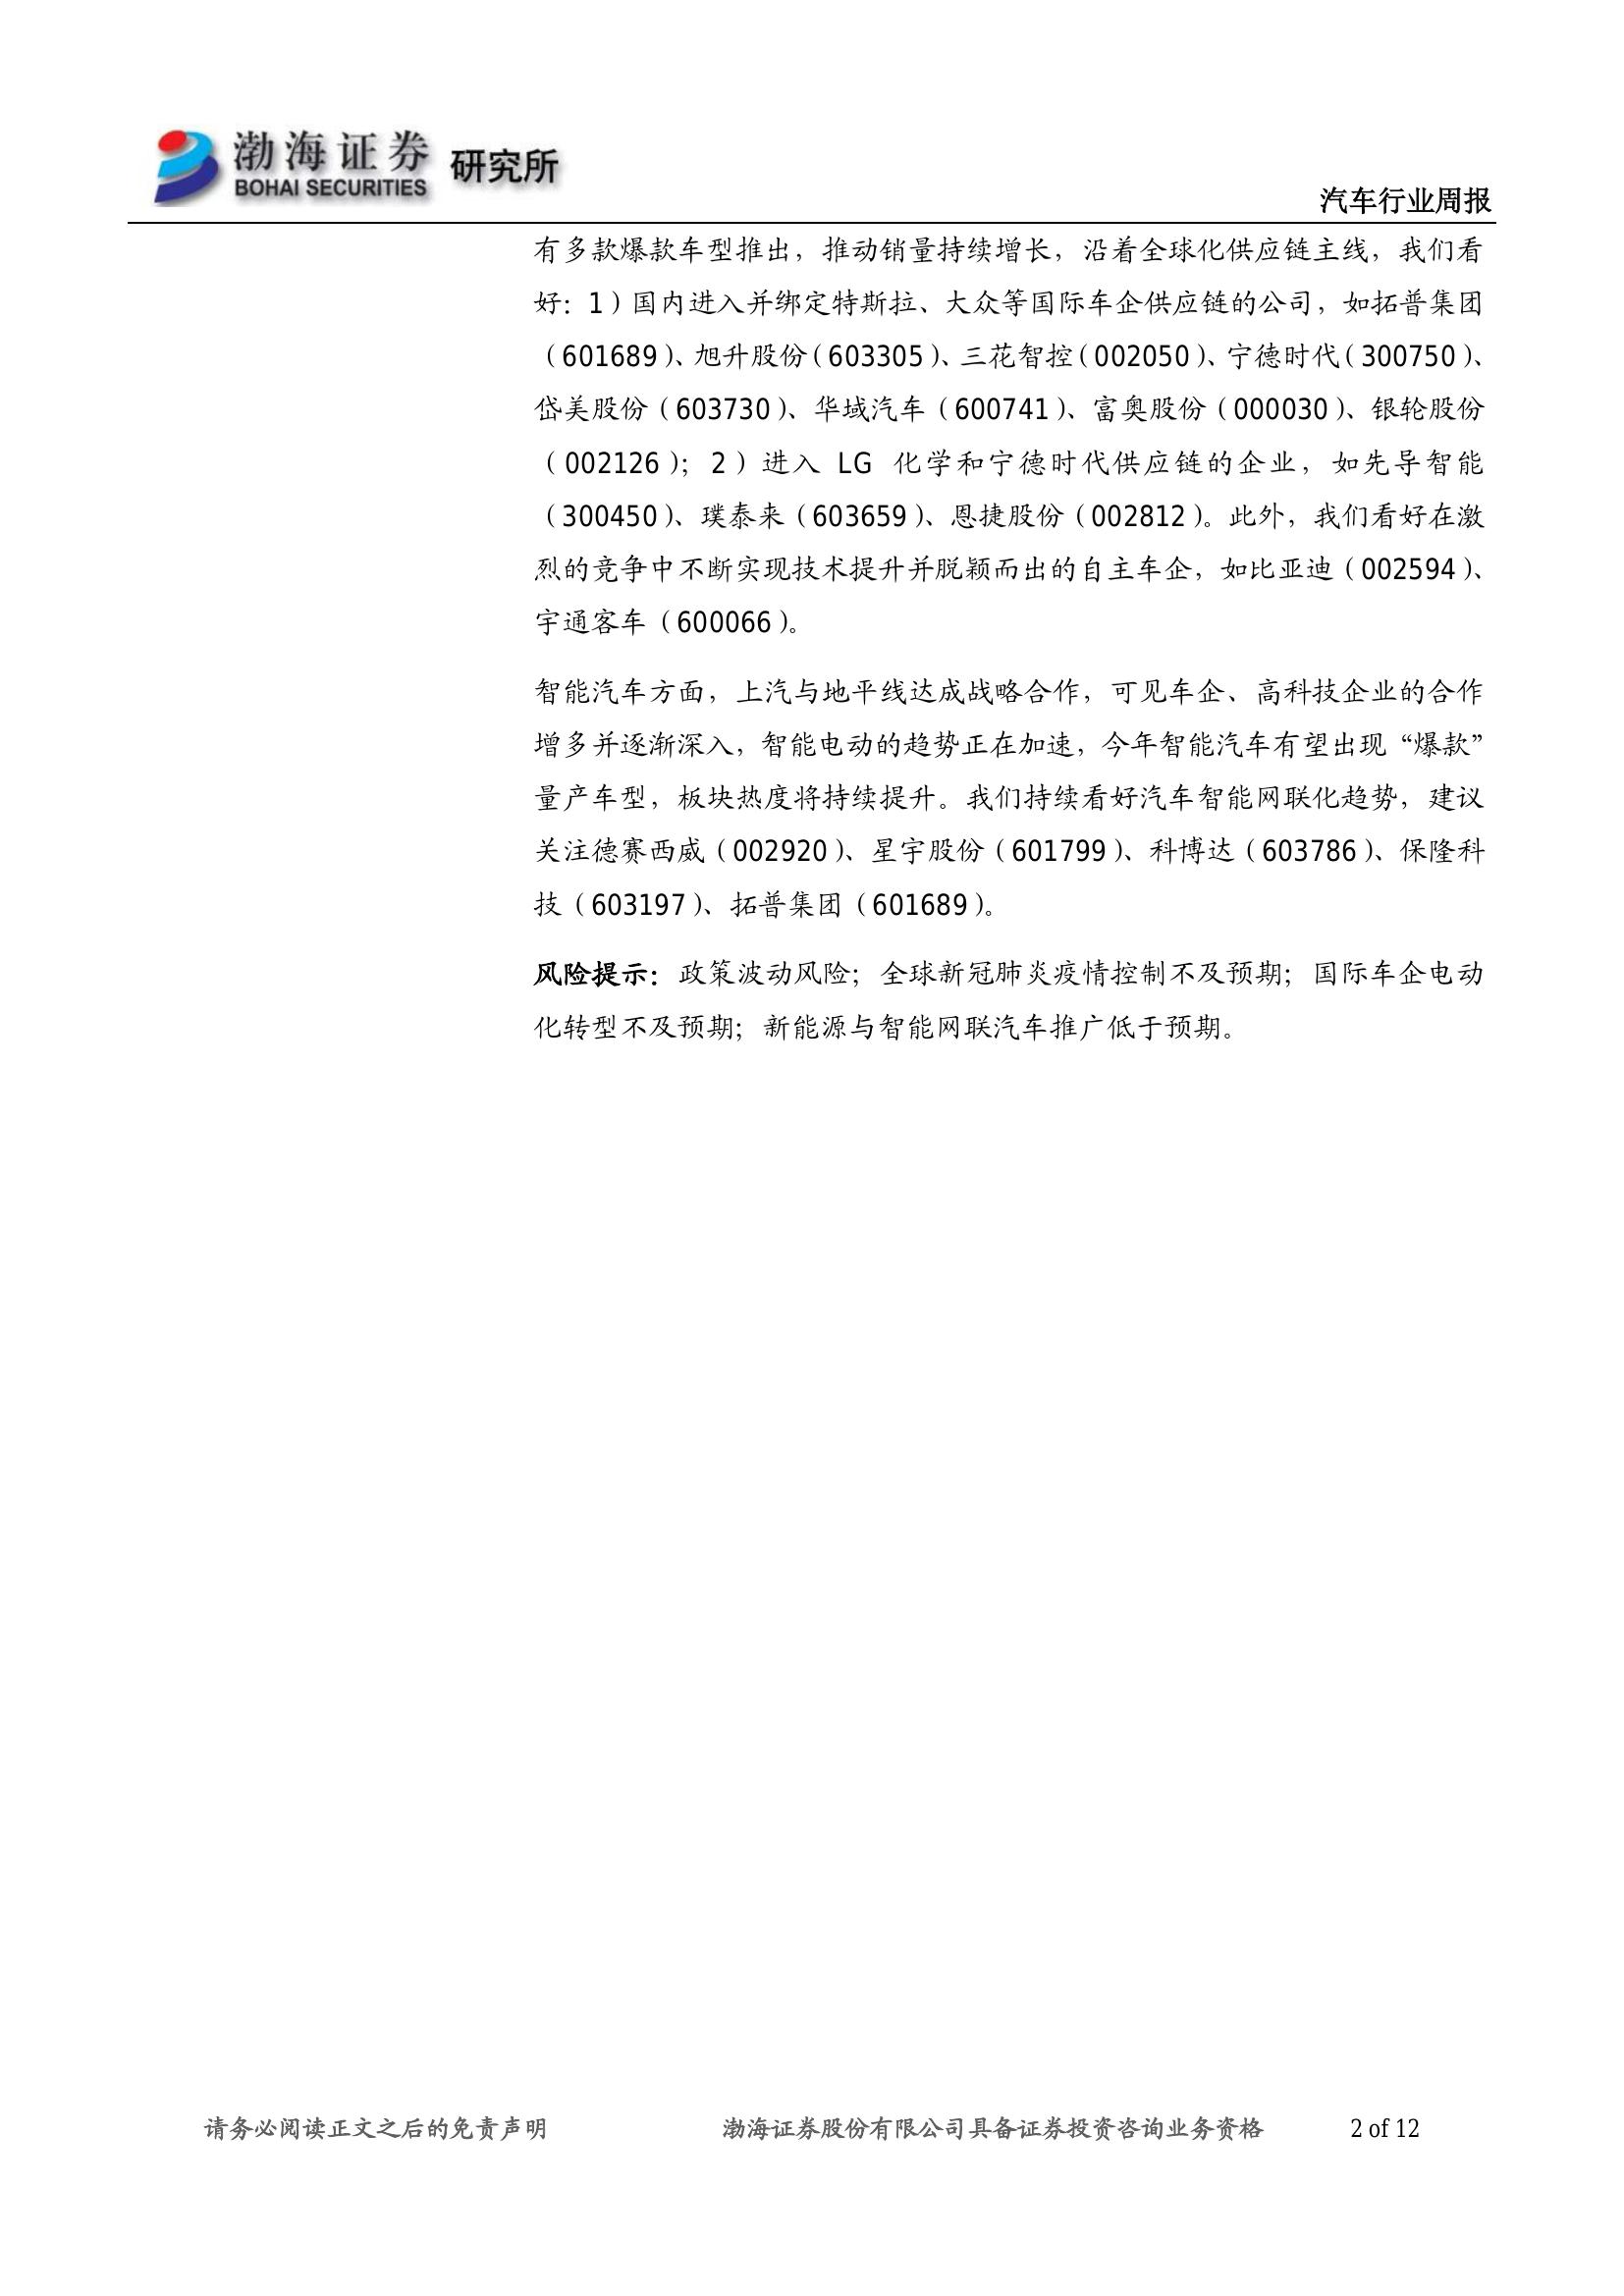 渤海证券 研究所
BOHAI SECURITIES
汽车行业周报
有多款爆款车型推出，推动销量持续增长，沿着全球化供应链主线，我们看
好：1）国内进入并绑定特斯拉、大众等国际车企供应链的公司，如拓普集团
（601689）、旭升股份（603305）、三花智控（002050）、宁德时代（300750）、
岱美股份（603730）、华域汽车（600741）、富奥股份（000030）、银轮股份
（002126）；2）进入 LG 化学和宁德时代供应链的企业，如先导智能
（300450）、璞泰来（603659）、恩捷股份（002812）。此外，我们看好在激
烈的竞争中不断实现技术提升并脱颖而出的自主车企，如比亚迪（002594）、
宇通客车（600066）。
智能汽车方面，上汽与地平线达成战略合作，可见车企、高科技企业的合作
增多并逐渐深入，智能电动的趋势正在加速，今年智能汽车有望出现“爆款”
量产车型，板块热度将持续提升。我们持续看好汽车智能网联化趋势，建议
关注德赛西威（002920）、星宇股份（601799）、科博达（603786）、保隆科
技（603197）、拓普集团（601689）。
风险提示：政策波动风险；全球新冠肺炎疫情控制不及预期；国际车企电动
化转型不及预期；新能源与智能网联汽车推广低于预期。
请务必阅读正文之后的免责声明 渤海证券股份有限公司具备证券投资咨询业务资格 2 of 12